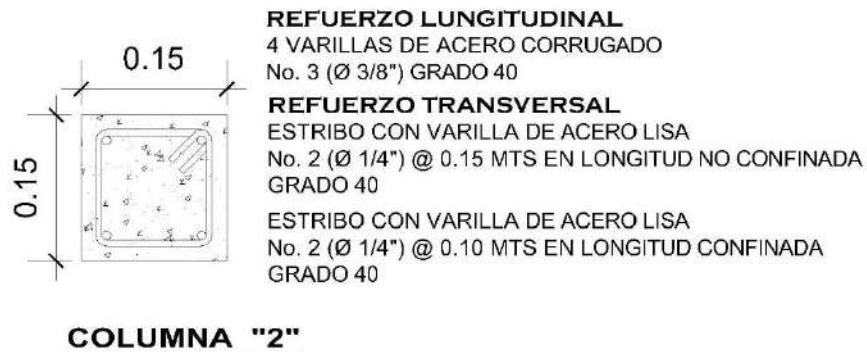 REFUERZO LUNGITUDINAL
4 VARILLAS DE ACERO CORRUGADO
No. 3 (Ø 3/8") GRADO 40
REFUERZO TRANSVERSAL
ESTRIBO CON VARILLA DE ACERO LISA
No. 2 (Ø 1/4") @ 0.15 MTS EN LONGITUD NO CONFINADA
GRADO 40
ESTRIBO CON VARILLA DE ACERO LISA
No. 2 (Ø 1/4") @ 0.10 MTS EN LONGITUD CONFINADA
GRADO 40
0.15
0.15
COLUMNA "2"